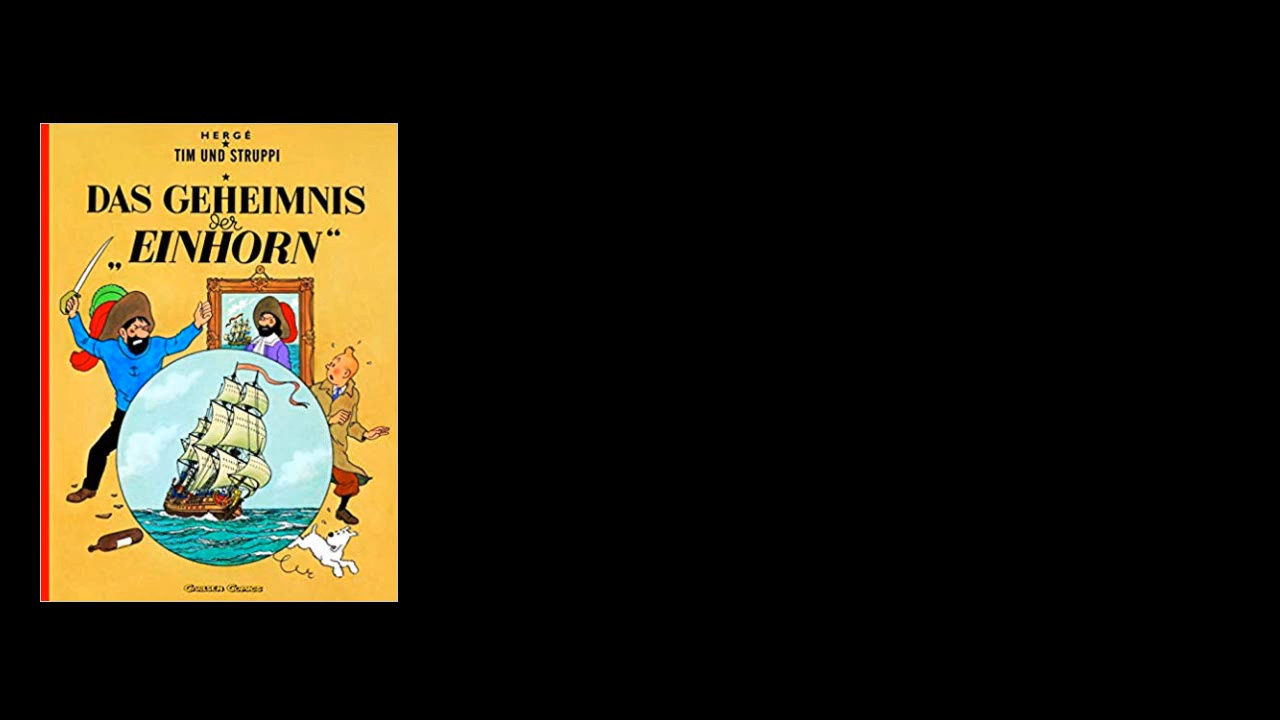 HERGÉ
TIM UND STRUPPI
DAS GEHEIMNIS
der
„EINHORN“
CARLSEN COMICS